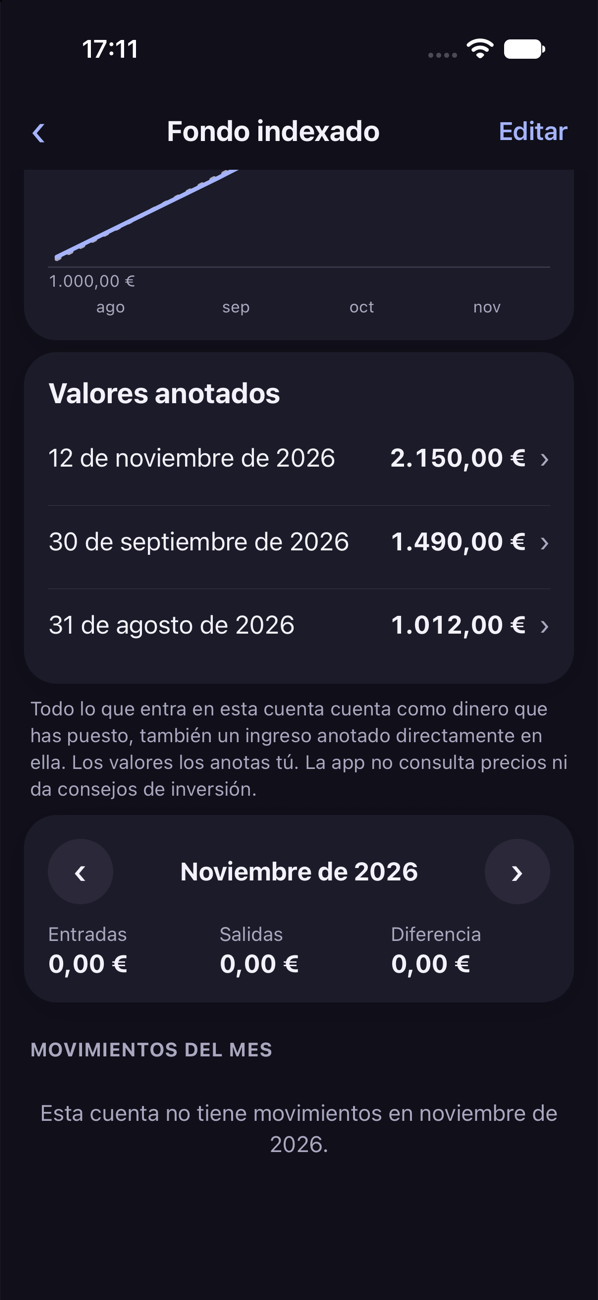 17:11
‹ Fondo indexado Editar
1.000,00 €
ago sep oct nov
Valores anotados
12 de noviembre de 2026 2.150,00 € ›
30 de septiembre de 2026 1.490,00 € ›
31 de agosto de 2026 1.012,00 € ›
Todo lo que entra en esta cuenta cuenta como dinero que
has puesto, también un ingreso anotado directamente en
ella. Los valores los anotas tú. La app no consulta precios ni
da consejos de inversión.
‹ Noviembre de 2026 ›
Entradas Salidas Diferencia
0,00 € 0,00 € 0,00 €
MOVIMIENTOS DEL MES
Esta cuenta no tiene movimientos en noviembre de
2026.